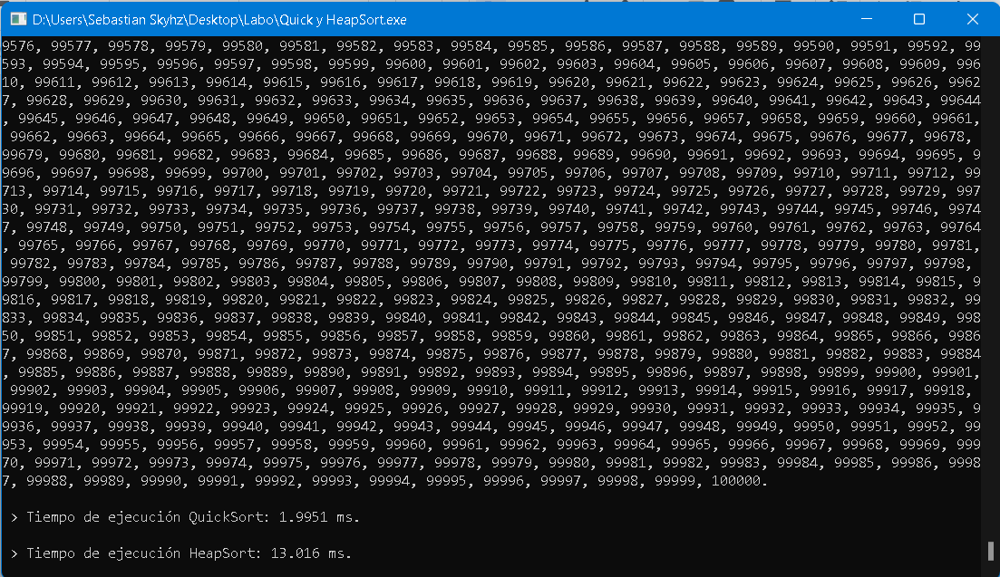 D:\Users\Sebastian Skyhz\Desktop\Labo\Quick y HeapSort.exe
9576, 99577, 99578, 99579, 99580, 99581, 99582, 99583, 99584, 99585, 99586, 99587, 99588, 99589, 99590, 99591, 99592, 99
593, 99594, 99595, 99596, 99597, 99598, 99599, 99600, 99601, 99602, 99603, 99604, 99605, 99606, 99607, 99608, 99609, 996
10, 99611, 99612, 99613, 99614, 99615, 99616, 99617, 99618, 99619, 99620, 99621, 99622, 99623, 99624, 99625, 99626, 9962
7, 99628, 99629, 99630, 99631, 99632, 99633, 99634, 99635, 99636, 99637, 99638, 99639, 99640, 99641, 99642, 99643, 99644
, 99645, 99646, 99647, 99648, 99649, 99650, 99651, 99652, 99653, 99654, 99655, 99656, 99657, 99658, 99659, 99660, 99661,
99662, 99663, 99664, 99665, 99666, 99667, 99668, 99669, 99670, 99671, 99672, 99673, 99674, 99675, 99676, 99677, 99678,
99679, 99680, 99681, 99682, 99683, 99684, 99685, 99686, 99687, 99688, 99689, 99690, 99691, 99692, 99693, 99694, 99695, 9
9696, 99697, 99698, 99699, 99700, 99701, 99702, 99703, 99704, 99705, 99706, 99707, 99708, 99709, 99710, 99711, 99712, 99
713, 99714, 99715, 99716, 99717, 99718, 99719, 99720, 99721, 99722, 99723, 99724, 99725, 99726, 99727, 99728, 99729, 997
30, 99731, 99732, 99733, 99734, 99735, 99736, 99737, 99738, 99739, 99740, 99741, 99742, 99743, 99744, 99745, 99746, 9974
7, 99748, 99749, 99750, 99751, 99752, 99753, 99754, 99755, 99756, 99757, 99758, 99759, 99760, 99761, 99762, 99763, 99764
, 99765, 99766, 99767, 99768, 99769, 99770, 99771, 99772, 99773, 99774, 99775, 99776, 99777, 99778, 99779, 99780, 99781,
99782, 99783, 99784, 99785, 99786, 99787, 99788, 99789, 99790, 99791, 99792, 99793, 99794, 99795, 99796, 99797, 99798,
99799, 99800, 99801, 99802, 99803, 99804, 99805, 99806, 99807, 99808, 99809, 99810, 99811, 99812, 99813, 99814, 99815, 9
9816, 99817, 99818, 99819, 99820, 99821, 99822, 99823, 99824, 99825, 99826, 99827, 99828, 99829, 99830, 99831, 99832, 99
833, 99834, 99835, 99836, 99837, 99838, 99839, 99840, 99841, 99842, 99843, 99844, 99845, 99846, 99847, 99848, 99849, 998
50, 99851, 99852, 99853, 99854, 99855, 99856, 99857, 99858, 99859, 99860, 99861, 99862, 99863, 99864, 99865, 99866, 9986
7, 99868, 99869, 99870, 99871, 99872, 99873, 99874, 99875, 99876, 99877, 99878, 99879, 99880, 99881, 99882, 99883, 99884
, 99885, 99886, 99887, 99888, 99889, 99890, 99891, 99892, 99893, 99894, 99895, 99896, 99897, 99898, 99899, 99900, 99901,
99902, 99903, 99904, 99905, 99906, 99907, 99908, 99909, 99910, 99911, 99912, 99913, 99914, 99915, 99916, 99917, 99918,
99919, 99920, 99921, 99922, 99923, 99924, 99925, 99926, 99927, 99928, 99929, 99930, 99931, 99932, 99933, 99934, 99935, 9
9936, 99937, 99938, 99939, 99940, 99941, 99942, 99943, 99944, 99945, 99946, 99947, 99948, 99949, 99950, 99951, 99952, 99
953, 99954, 99955, 99956, 99957, 99958, 99959, 99960, 99961, 99962, 99963, 99964, 99965, 99966, 99967, 99968, 99969, 999
70, 99971, 99972, 99973, 99974, 99975, 99976, 99977, 99978, 99979, 99980, 99981, 99982, 99983, 99984, 99985, 99986, 9998
7, 99988, 99989, 99990, 99991, 99992, 99993, 99994, 99995, 99996, 99997, 99998, 99999, 100000.
> Tiempo de ejecución QuickSort: 1.9951 ms.
> Tiempo de ejecución HeapSort: 13.016 ms.